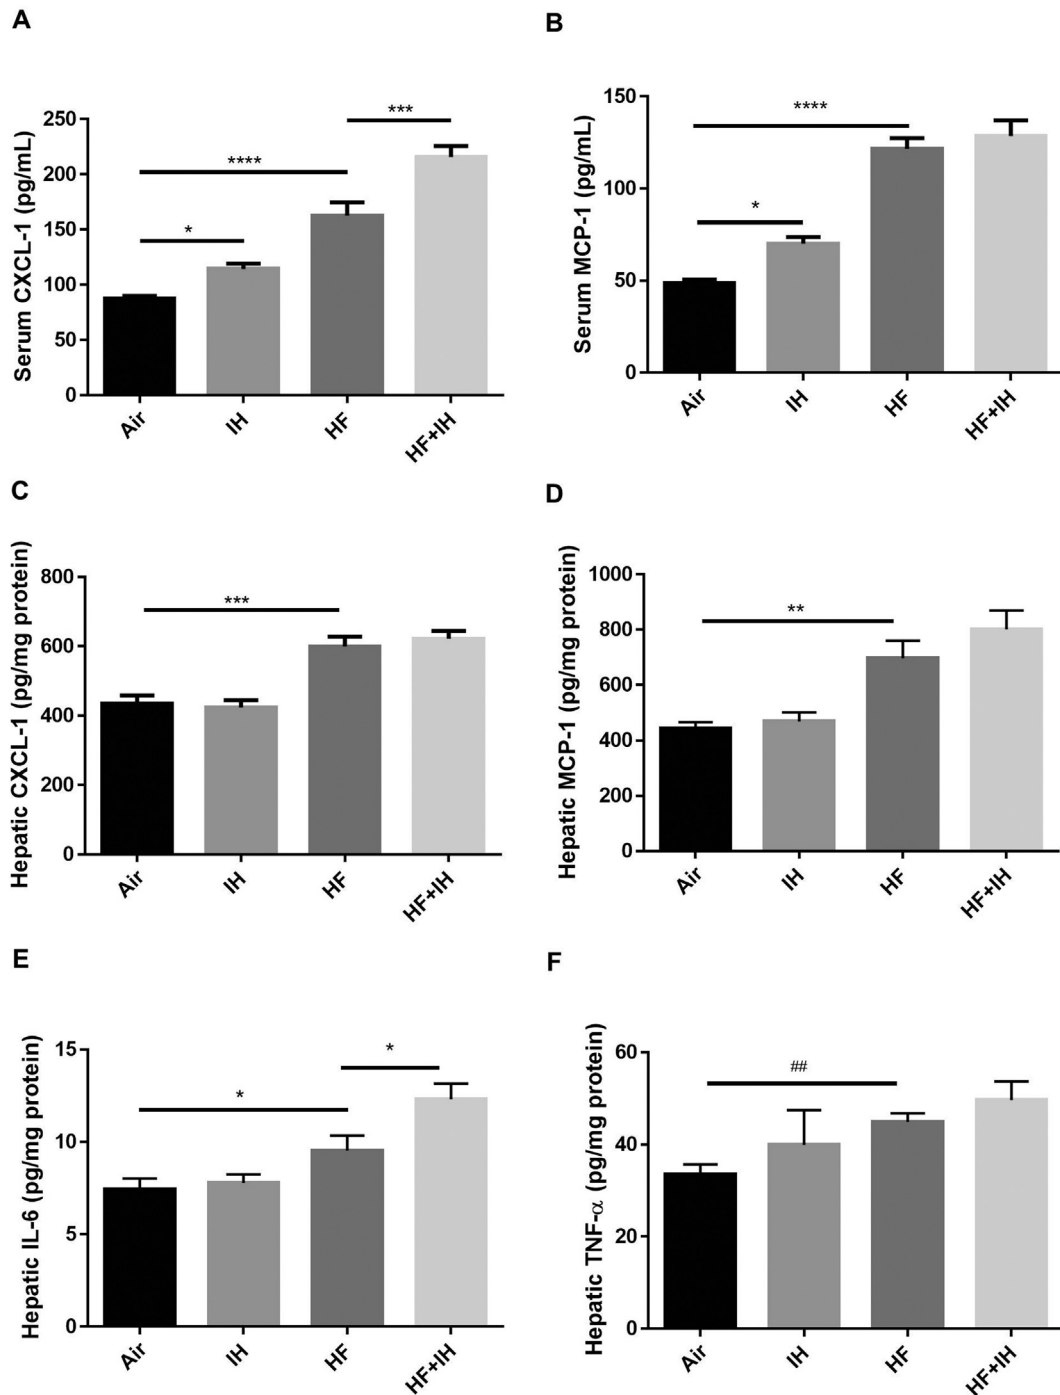 A
Serum CXCL-1 (pg/mL)
250
200
150
100
50
0
*
****
***
Air
IH
HF
HF+IH
B
Serum MCP-1 (pg/mL)
150
100
50
0
*
****
Air
IH
HF
HF+IH
C
Hepatic CXCL-1 (pg/mg protein)
800
600
400
200
0
***
Air
IH
HF
HF+IH
D
Hepatic MCP-1 (pg/mg protein)
1000
800
600
400
200
0
**
Air
IH
HF
HF+IH
E
Hepatic IL-6 (pg/mg protein)
15
10
5
0
*
*
Air
IH
HF
HF+IH
F
Hepatic TNF-α (pg/mg protein)
60
40
20
0
##
Air
IH
HF
HF+IH